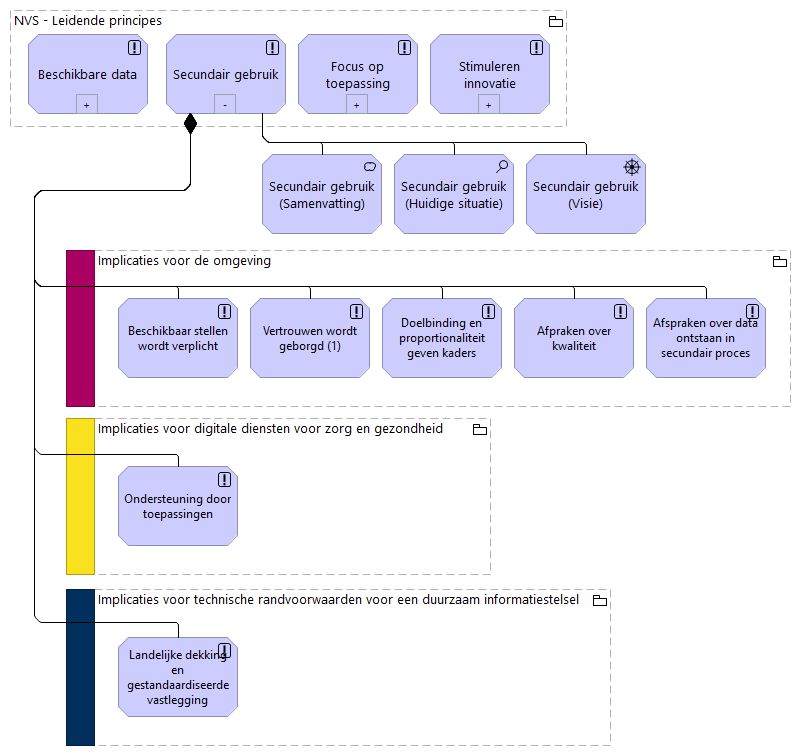 NVS - Leidende principes
Beschikbare data
+
Secundair gebruik
-
Focus op
toepassing
+
Stimuleren
innovatie
+
Secundair gebruik
(Samenvatting)
Secundair gebruik
(Huidige situatie)
Secundair gebruik
(Visie)
Implicaties voor de omgeving
Beschikbaar stellen
wordt verplicht
Vertrouwen wordt
geborgd (1)
Doelbinding en
proportionaliteit
geven kaders
Afpraken over
kwaliteit
Afspraken over data
ontstaan in
secundair proces
Implicaties voor digitale diensten voor zorg en gezondheid
Ondersteuning door
toepassingen
Implicaties voor technische randvoorwaarden voor een duurzaam informatiestelsel
Landelijke dekking
en
gestandaardiseerde
vastlegging